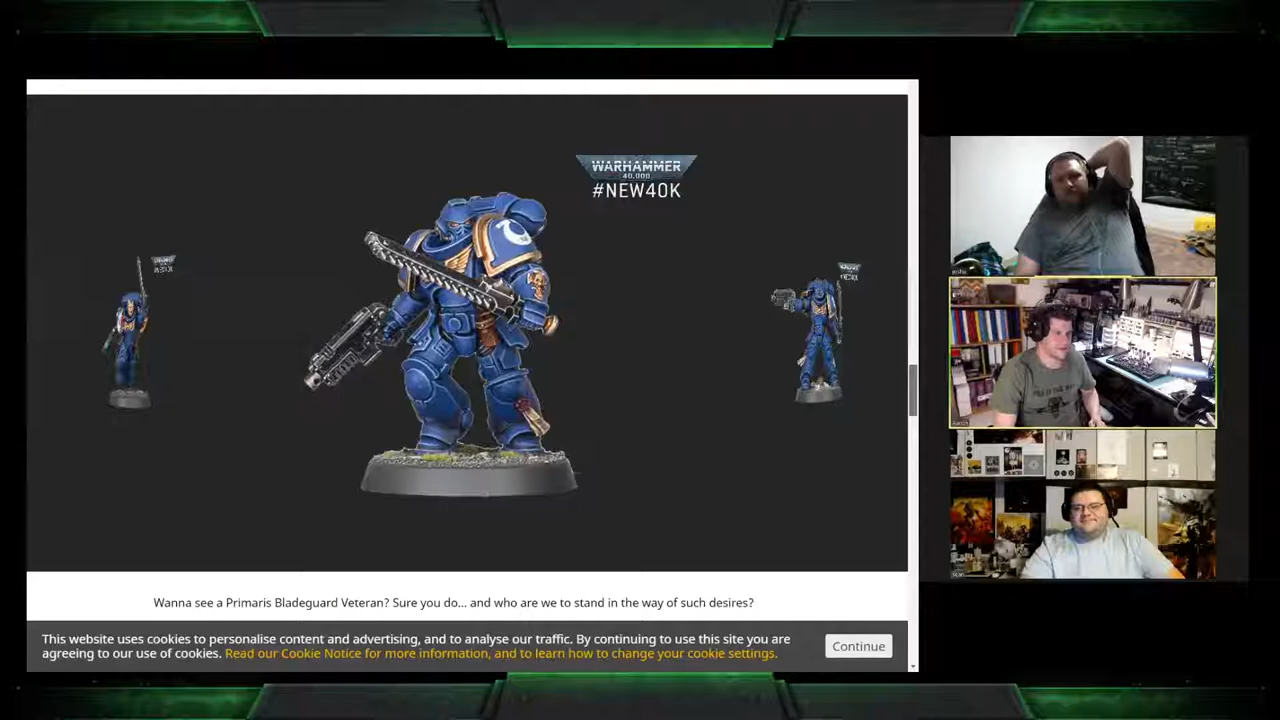 WARHAMMER
40,000
#NEW40K
Wanna see a Primaris Bladeguard Veteran? Sure you do... and who are we to stand in the way of such desires?
This website uses cookies to personalise content and advertising, and to analyse our traffic. By continuing to use this site you are
agreeing to our use of cookies. Read our Cookie Notice for more information, and to learn how to change your cookie settings.
Continue